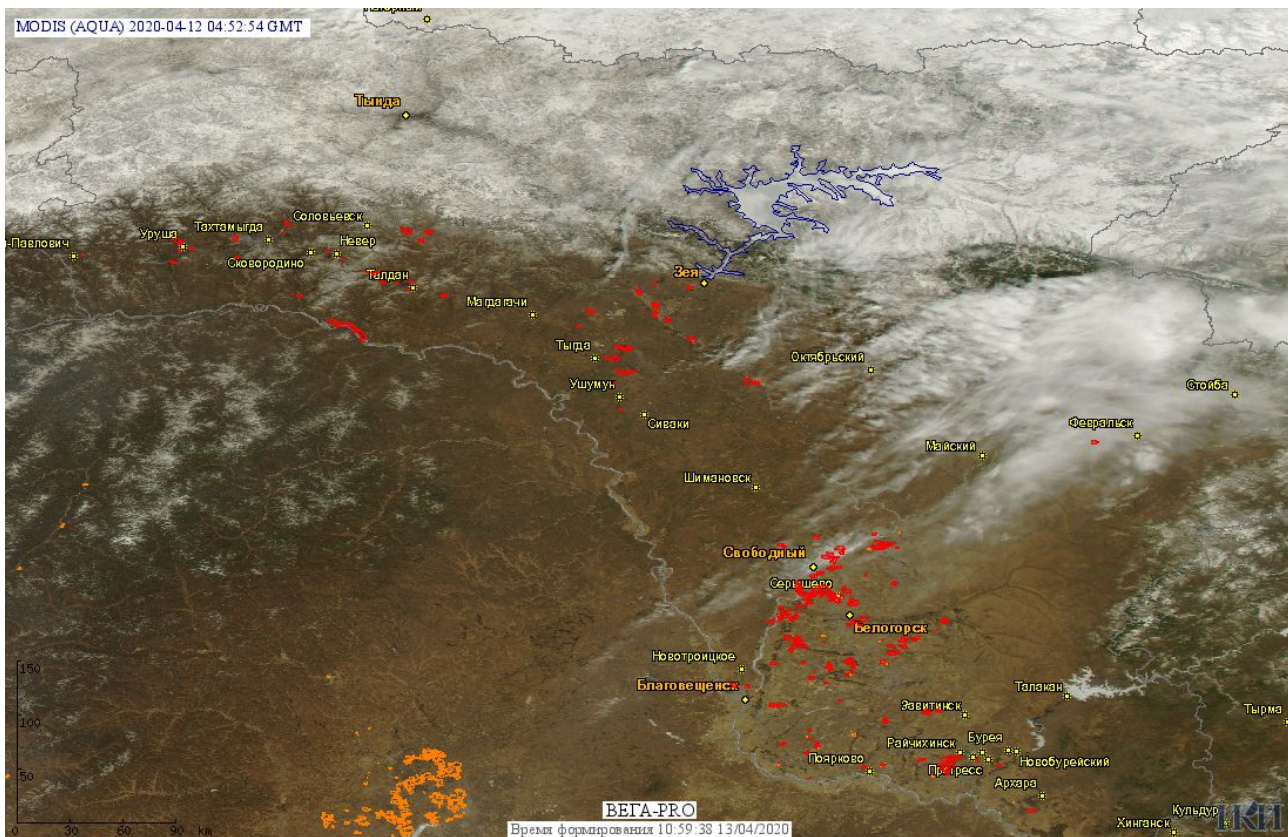 MODIS (AQUA) 2020-04-12 04:52:54 GMT
Тында
Соловьевск
Тахтамыгда
Уруша
Невер
-Павлович
Сковородино
Зея
Талдан
Магдагачи
Тыгда
Октябрьский
Ушумун
Стойба
Сиваки
Февральск
Майский
Шимановск
Свободный
Серышево
Белогорск
Новотроицкое
150
Благовещенск
Талакан
Завитинск
Тырма
100
Райчихинск
Бурея
Поярково
Прогресс
Новобурейский
50
Архара
ВЕГА-PRO
Кульдур
ИКИ
0 30 60 90 км
Время формирования 10:59:38 13/04/2020
Хинганск